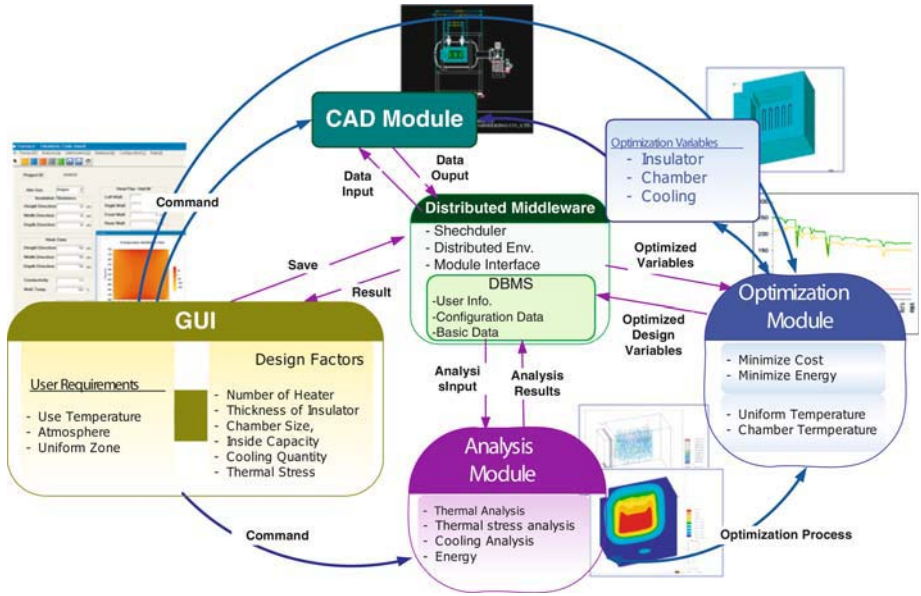 CAD Module
Optimization Variables
- Insulator
- Chamber
- Cooling
Project ID
Command
Data
Input
Data
Ouput
Distributed Middleware
- Shechduler
- Distributed Env.
- Module Interface
DBMS
-User Info.
-Configuration Data
-Basic Data
Save
Result
Optimized
Variables
Optimized
Design
Variables
Optimization
Module
- Minimize Cost
- Minimize Energy
- Uniform Temperature
- Chamber Termperature
GUI
User Requirements
- Use Temperature
- Atmosphere
- Uniform Zone
Design Factors
- Number of Heater
- Thickness of Insulator
- Chamber Size,
- Inside Capacity
- Cooling Quantity
- Thermal Stress
Analysi
sInput
Analysis
Results
Analysis
Module
- Thermal Analysis
- Thermal stress analysis
- Cooling Analysis
- Energy
Command
Optimization Process